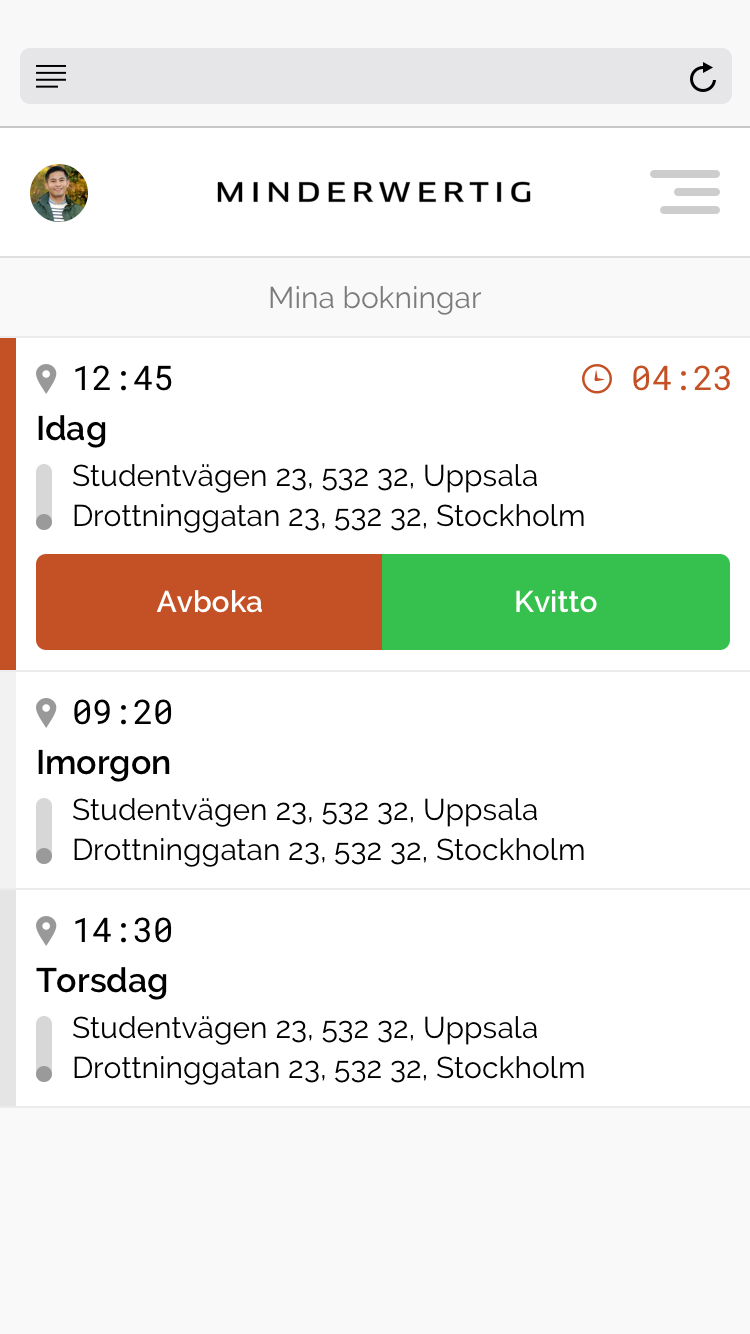 MINDERWERTIG
Mina bokningar
12:45 04:23
Idag
Studentvägen 23, 532 32, Uppsala
Drottninggatan 23, 532 32, Stockholm
Avboka Kvitto
09:20
Imorgon
Studentvägen 23, 532 32, Uppsala
Drottninggatan 23, 532 32, Stockholm
14:30
Torsdag
Studentvägen 23, 532 32, Uppsala
Drottninggatan 23, 532 32, Stockholm